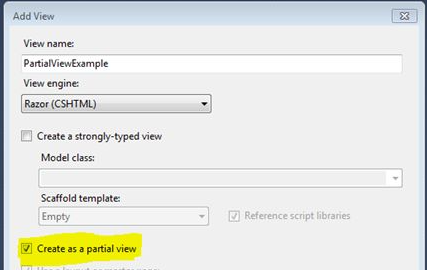 Add View
View name:
PartialViewExample
View engine:
Razor (CSHTML)
Create a strongly-typed view
Model class:
Scaffold template:
Empty
Reference script libraries
Create as a partial view